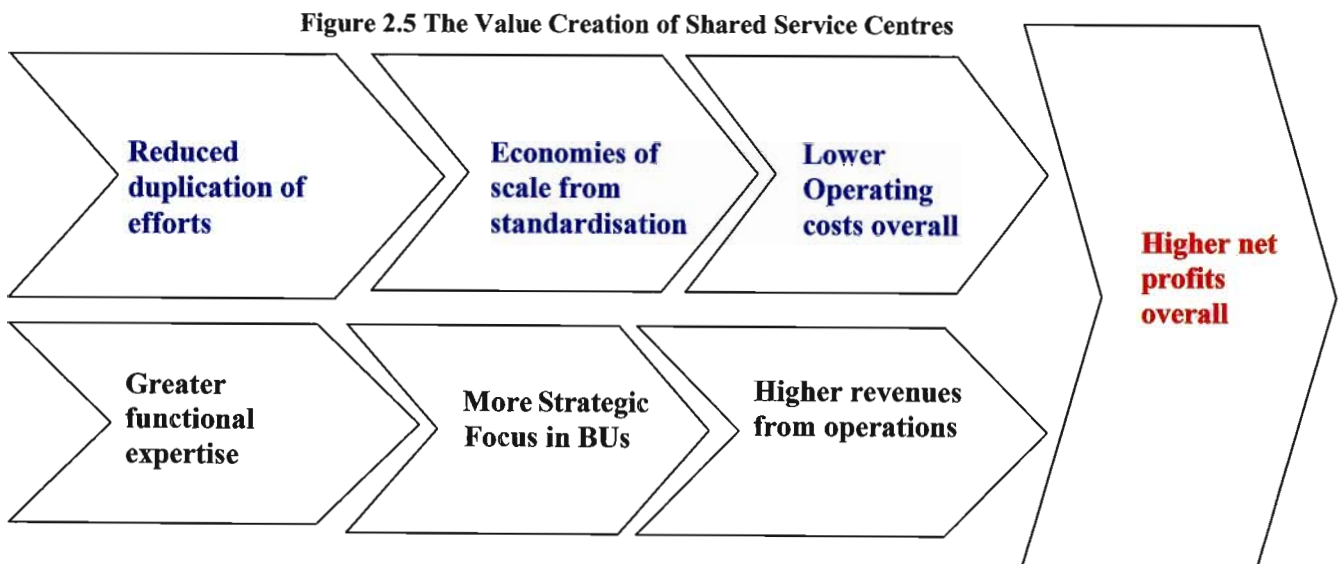 Figure 2.5 The Value Creation of Shared Service Centres
Reduced
duplication of
efforts
Economies of
scale from
standardisation
Lower
Operating
costs overall
Higher net
profits
overall
Greater
functional
expertise
More Strategic
Focus in BUs
Higher revenues
from operations